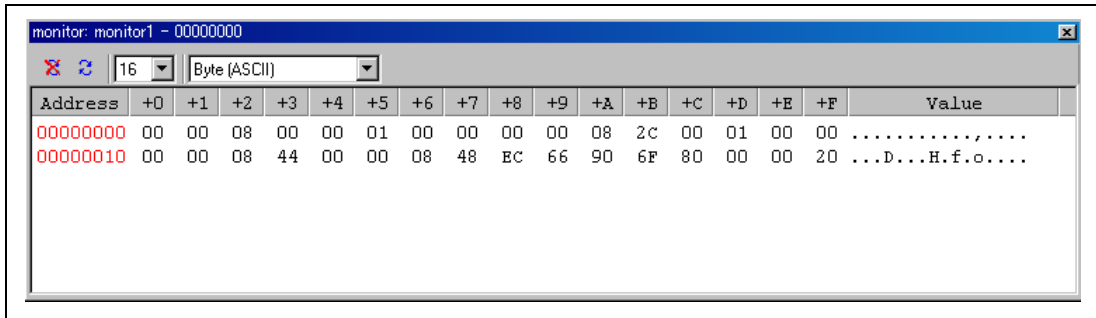 monitor: monitor1 - 00000000
16 Byte (ASCII)
Address +0 +1 +2 +3 +4 +5 +6 +7 +8 +9 +A +B +C +D +E +F Value
00000000 00 00 08 00 00 01 00 00 00 00 08 2C 00 01 00 00 ...........,....
00000010 00 00 08 44 00 00 08 48 EC 66 90 6F 80 00 00 20 ...D...H.f.o....